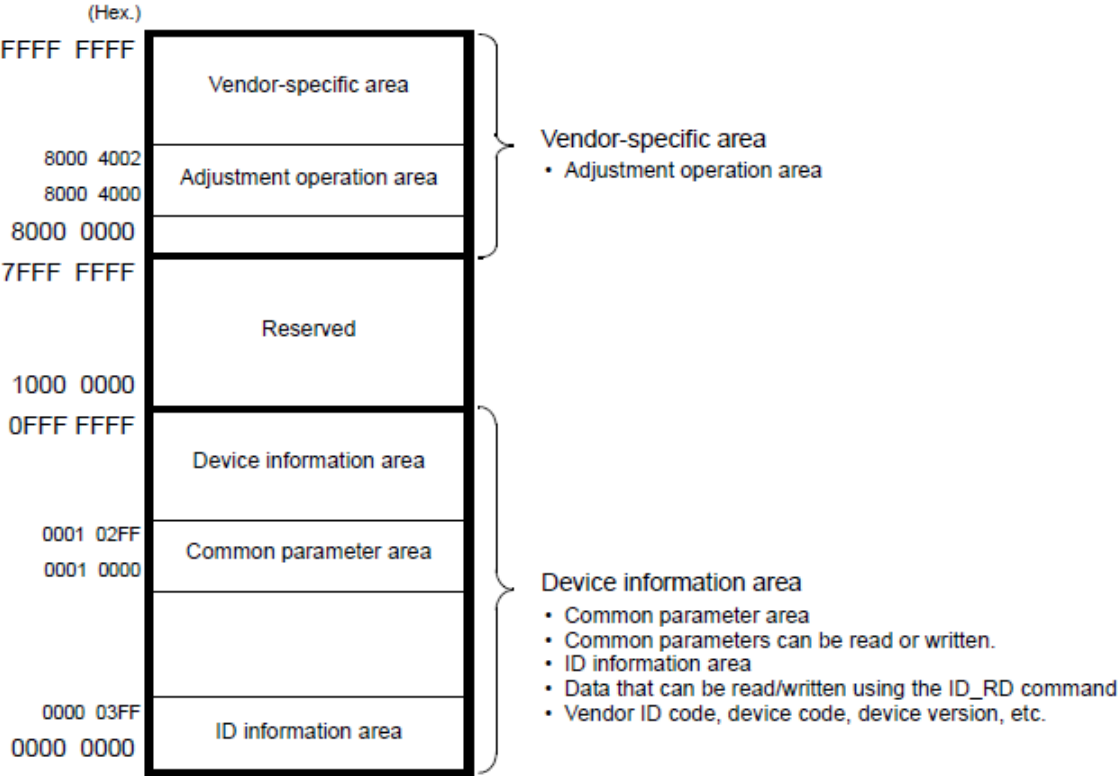 (Hex.)
FFFF FFFF
Vendor-specific area
8000 4002
Adjustment operation area
8000 4000
8000 0000
Vendor-specific area
• Adjustment operation area
7FFF FFFF
Reserved
1000 0000
0FFF FFFF
Device information area
0001 02FF
Common parameter area
0001 0000
0000 03FF
ID information area
0000 0000
Device information area
• Common parameter area
• Common parameters can be read or written.
• ID information area
• Data that can be read/written using the ID_RD command
• Vendor ID code, device code, device version, etc.